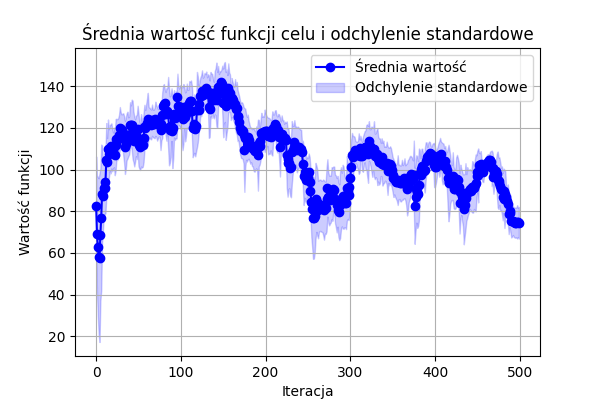 Średnia wartość funkcji celu i odchylenie standardowe
Średnia wartość
Odchylenie standardowe
Wartość funkcji
140
120
100
80
60
40
20
0 100 200 300 400 500
Iteracja